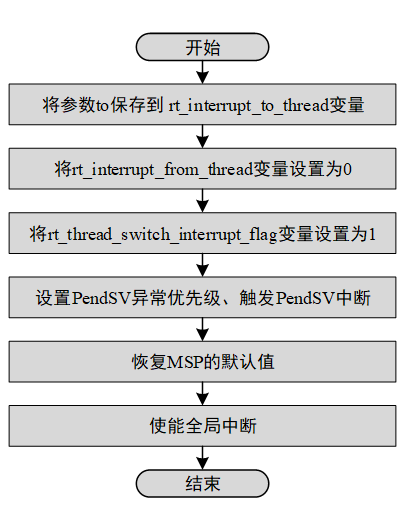 开始
将参数to保存到 rt_interrupt_to_thread变量
将rt_interrupt_from_thread变量设置为0
将rt_thread_switch_interrupt_flag变量设置为1
设置PendSV异常优先级、触发PendSV中断
恢复MSP的默认值
使能全局中断
结束